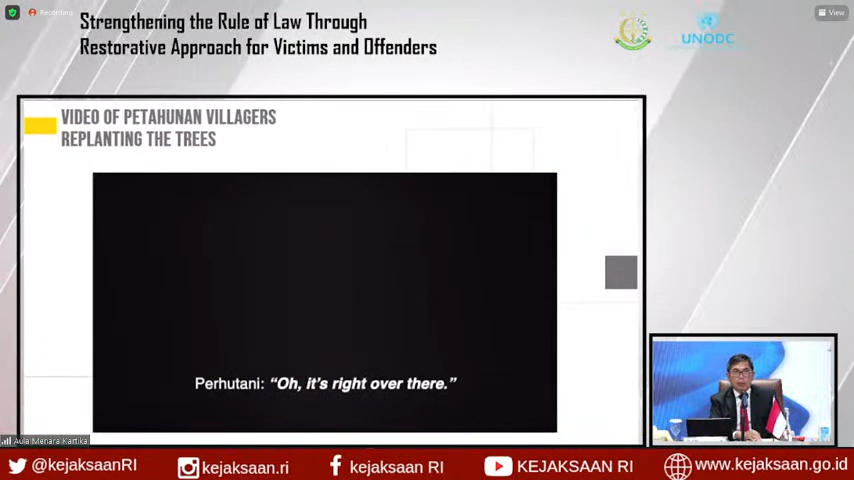 Recorders
View
Strengthening the Rule of Law Through
Restorative Approach for Victims and Offenders
UNODC
VIDEO OF PETAHUNAN VILLAGERS
REPLANTING THE TREES
Perhutani: "Oh, it's right over there."
Aula Menara Kartika
@kejaksaanRI
kejaksaan.ri
kejaksaan RI
KEJAKSAAN RI
www.kejaksaan.go.id